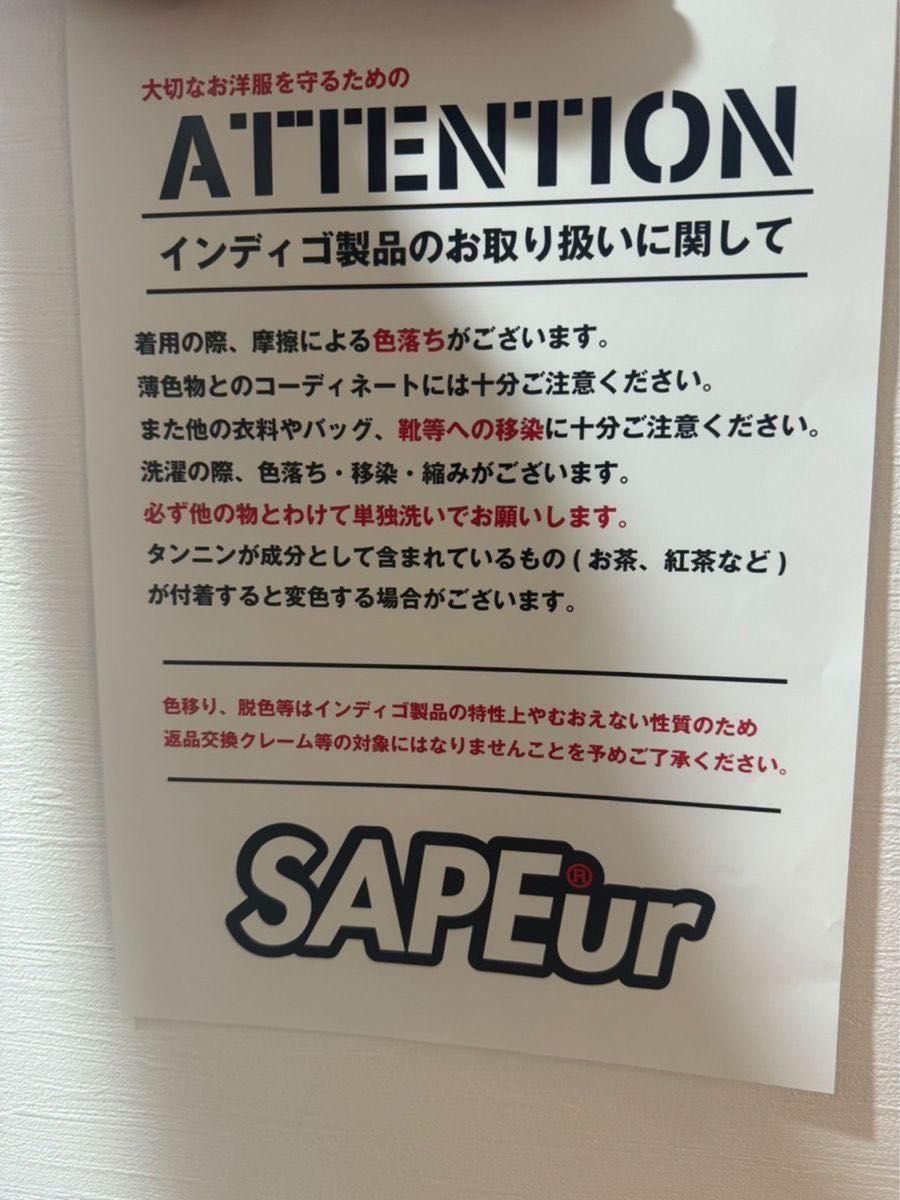 大切なお洋服を守るための
ATTENTION
インディゴ製品のお取り扱いに関して
着用の際、摩擦による色落ちがございます。
薄色物とのコーディネートには十分ご注意ください。
また他の衣料やバッグ、靴等への移染に十分ご注意ください。
洗濯の際、色落ち・移染・縮みがございます。
必ず他の物とわけて単独洗いでお願いします。
タンニンが成分として含まれているもの ( お茶、紅茶など )
が付着すると変色する場合がございます。
色移り、脱色等はインディゴ製品の特性上やむおえない性質のため
返品交換クレーム等の対象にはなりませんことを予めご了承ください。
SAPEur®